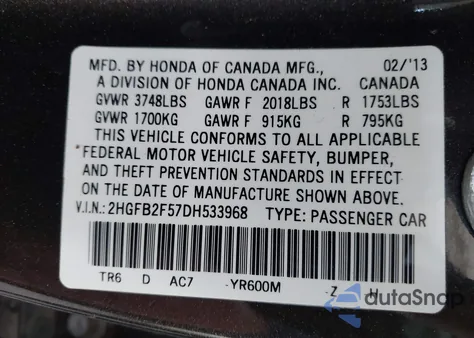 MFD. BY HONDA OF CANADA MFG., 02/'13
A DIVISION OF HONDA CANADA INC. CANADA
GVWR 3748LBS GAWR F 2018LBS R 1753LBS
GVWR 1700KG GAWR F 915KG R 795KG
THIS VEHICLE CONFORMS TO ALL APPLICABLE
*FEDERAL MOTOR VEHICLE SAFETY, BUMPER,
AND THEFT PREVENTION STANDARDS IN EFFECT
ON THE DATE OF MANUFACTURE SHOWN ABOVE.
V.I.N.: 2HGFB2F57DH533968 TYPE: PASSENGER CAR
TR6 D AC7 -YR600M -Z H
autaSnap